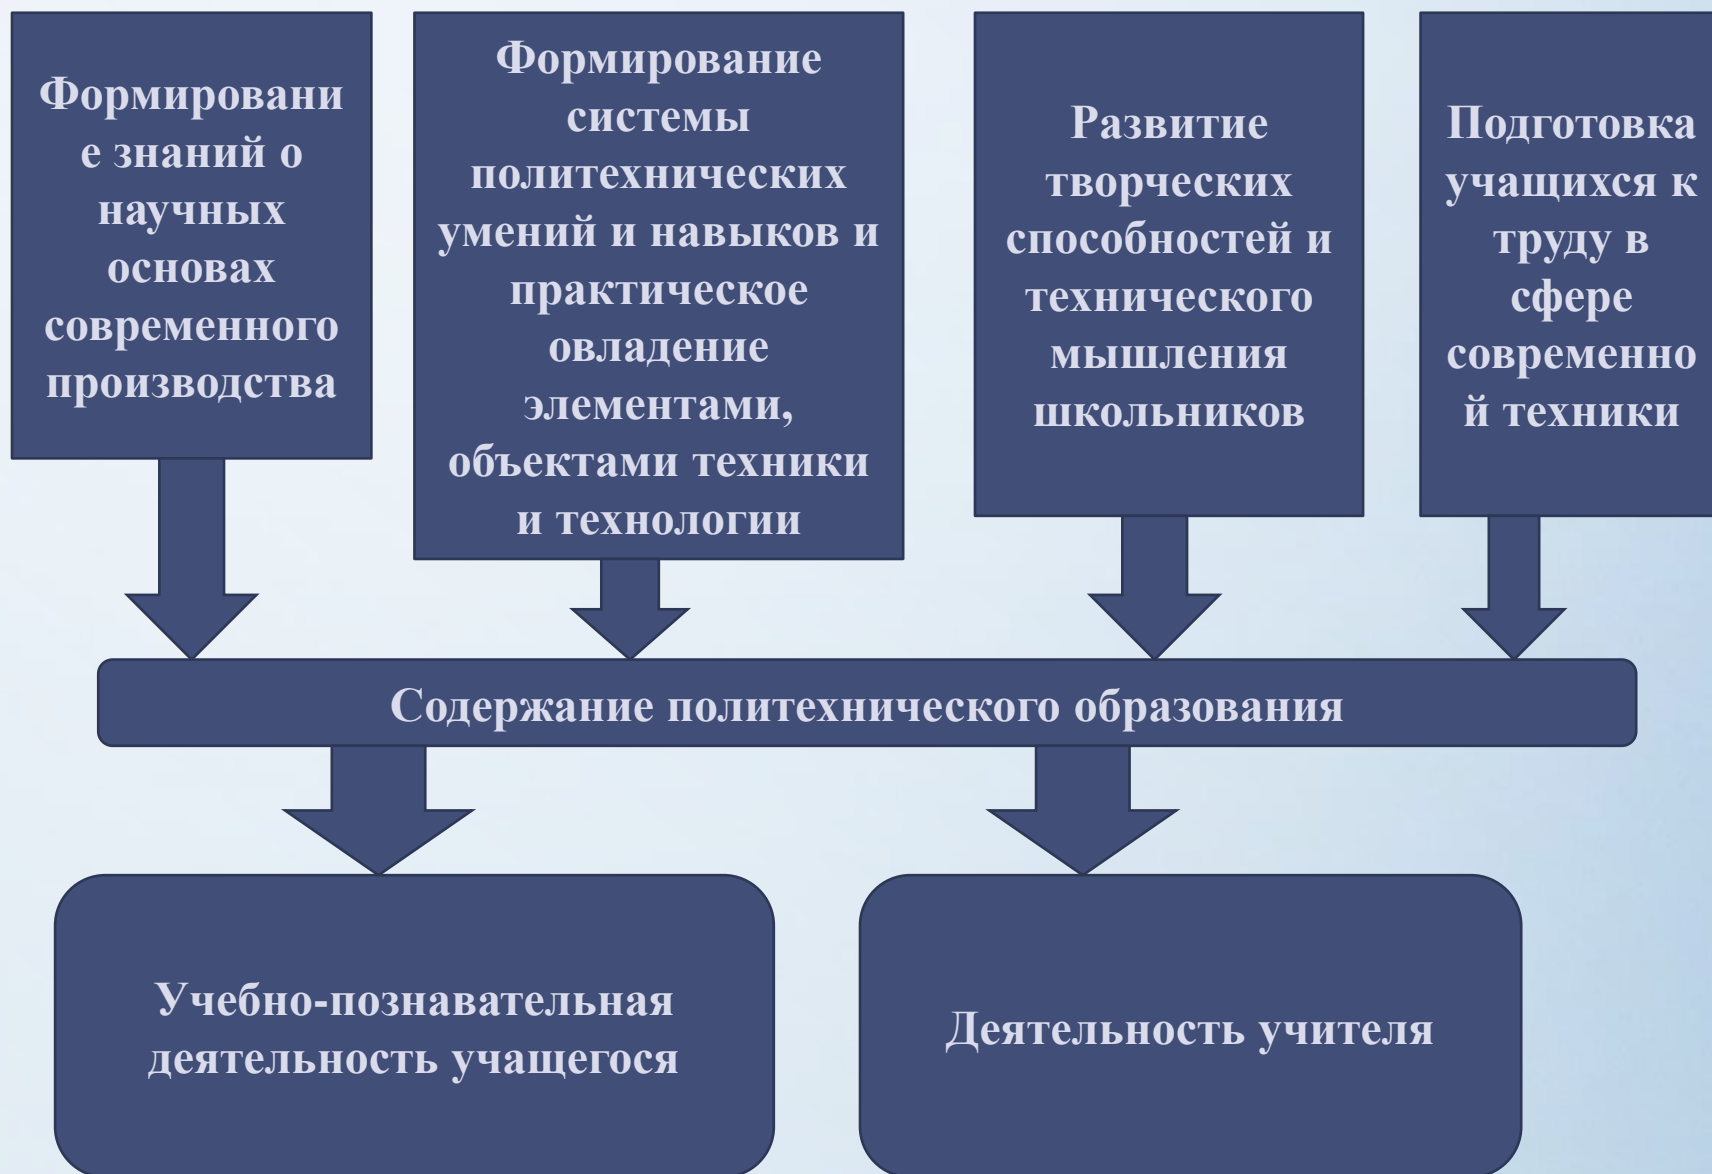 Формировани
е знаний о
научных
основах
современного
производства
Формирование
системы
политехнических
умений и навыков и
практическое
овладение
элементами,
объектами техники
и технологии
Развитие
творческих
способностей и
технического
мышления
школьников
Подготовка
учащихся к
труду в
сфере
современно
й техники
Содержание политехнического образования
Учебно-познавательная
деятельность учащегося
Деятельность учителя